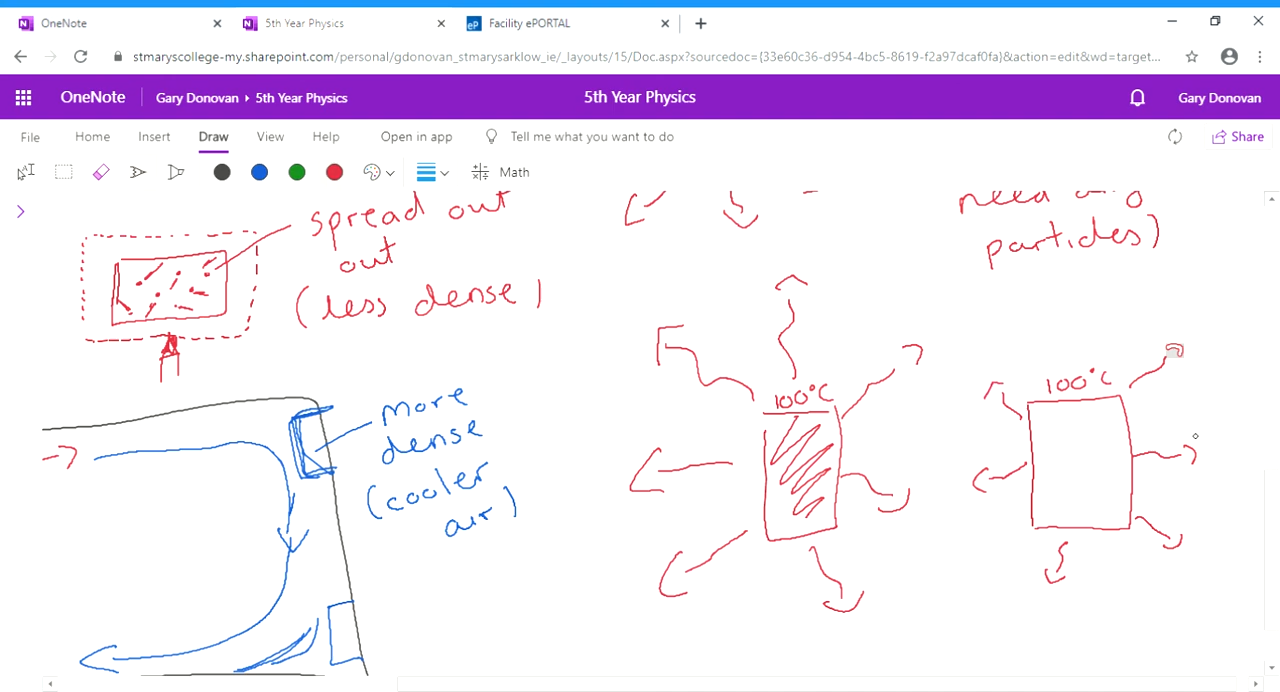 OneNote
5th Year Physics
Facility ePORTAL
stmaryscollege-my.sharepoint.com/personal/gdonovan_stmarysarklow_ie/_layouts/15/Doc.aspx?sourcedoc={33e60c36-d954-4bc5-8619-f2a97dcaf0fa}&action=edit&wd=target...
OneNote
Gary Donovan › 5th Year Physics
5th Year Physics
Gary Donovan
File Home Insert Draw View Help Open in app Tell me what you want to do Share
Math
spread out
out
(less dense)
need any
particles)
more
dense
(cooler
air)
100°C
100°C